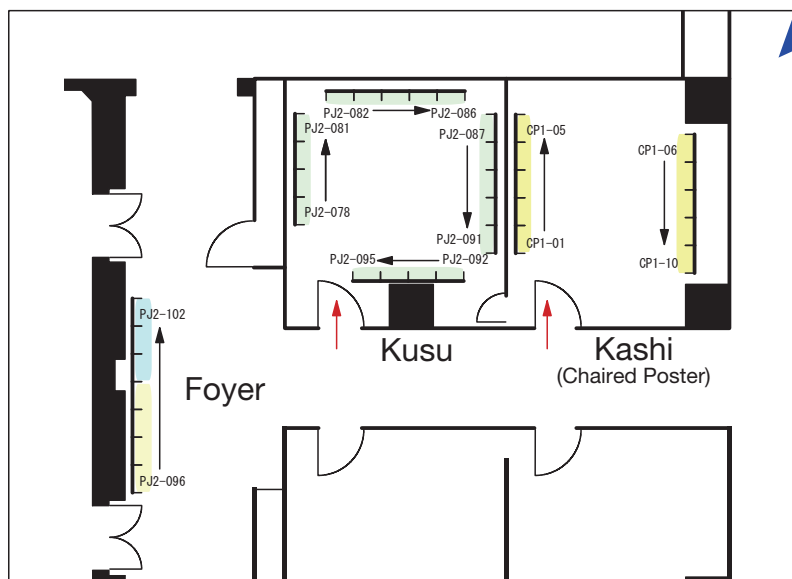 PJ2-082
PJ2-086
PJ2-081
PJ2-087
PJ2-078
PJ2-091
PJ2-095
PJ2-092
CP1-05
CP1-06
CP1-01
CP1-10
PJ2-102
PJ2-096
Foyer
Kusu
Kashi
(Chaired Poster)